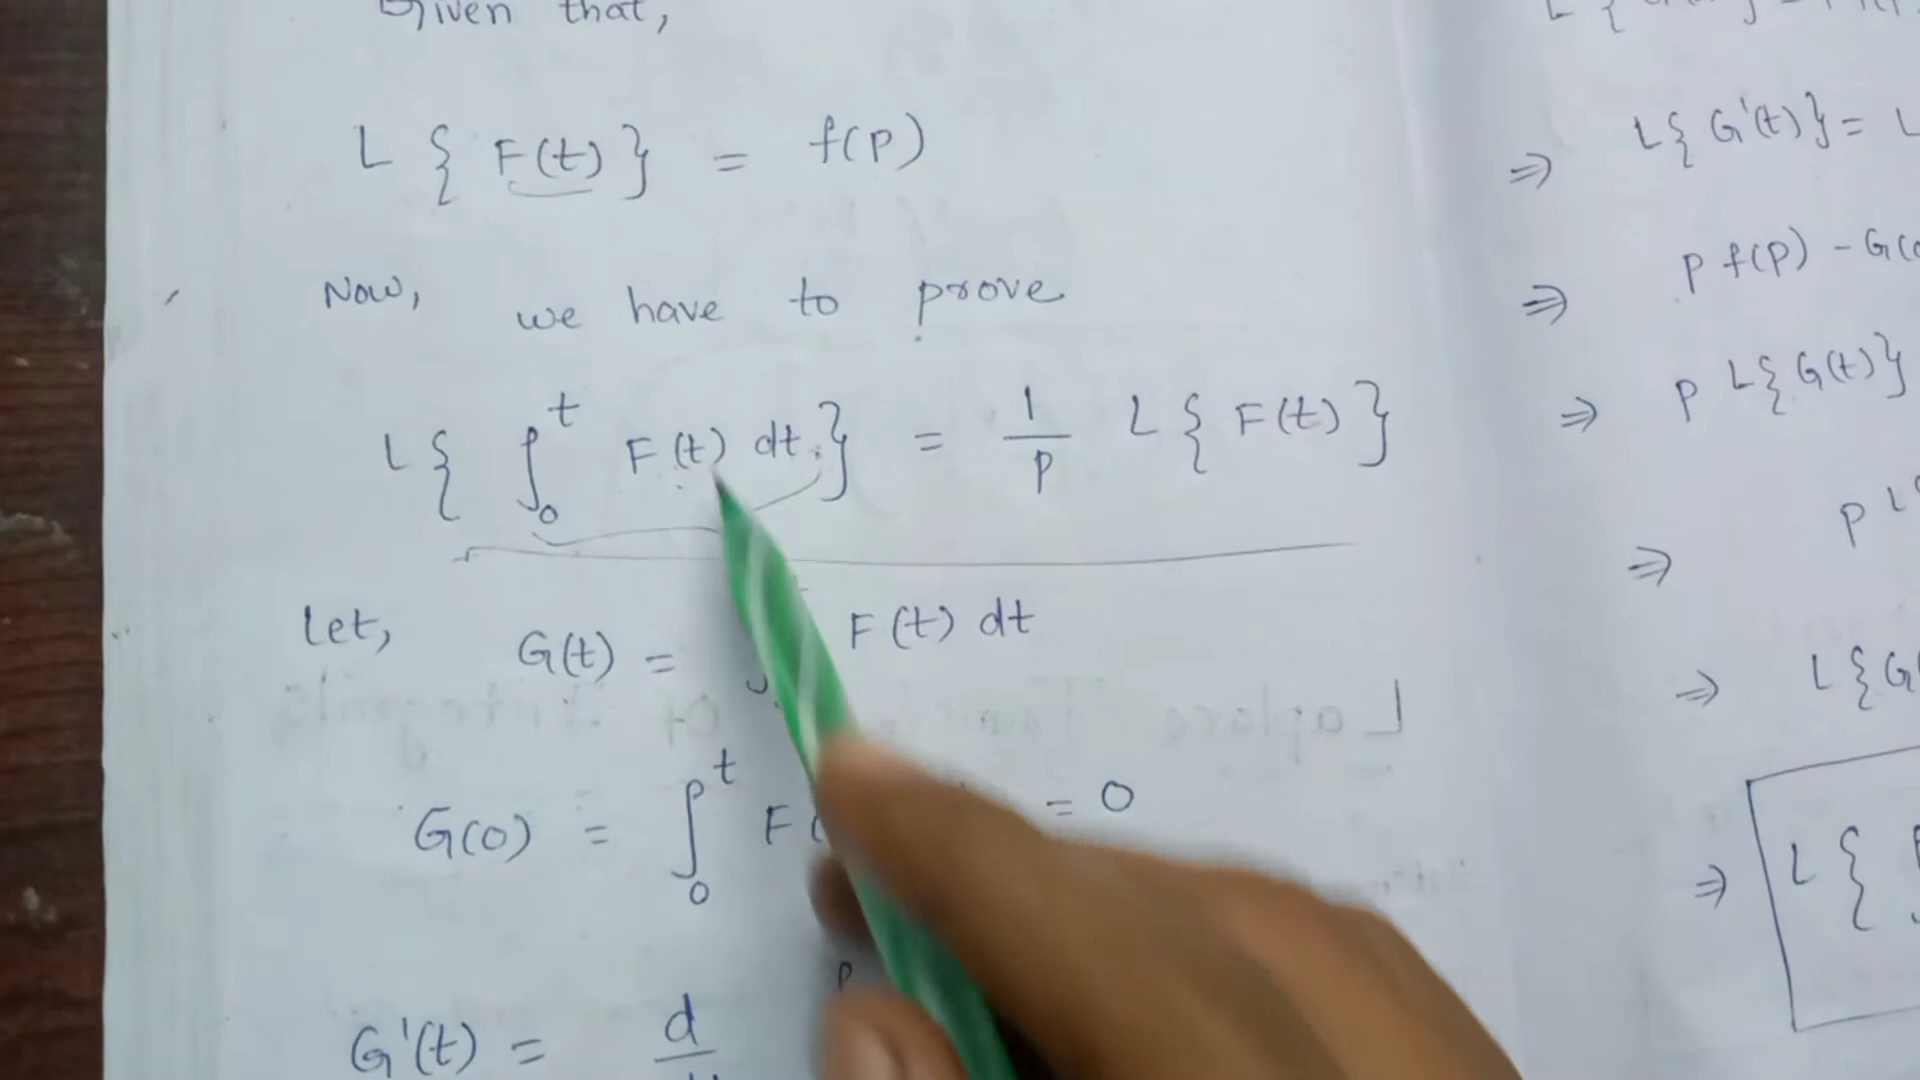 Given that,
L { F(t) } = f(p)
Now, we have to prove
L { ∫₀ᵗ F(t) dt } = 1/p L { F(t) }
Let, G(t) = F(t) dt
G(0) = ∫₀ᵗ F( = 0
G'(t) = d
⇒ L{ G'(t) } = L
⇒ p f(p) - G(
⇒ p L{ G(t) }
⇒ p L
⇒ L { G
⇒ L {